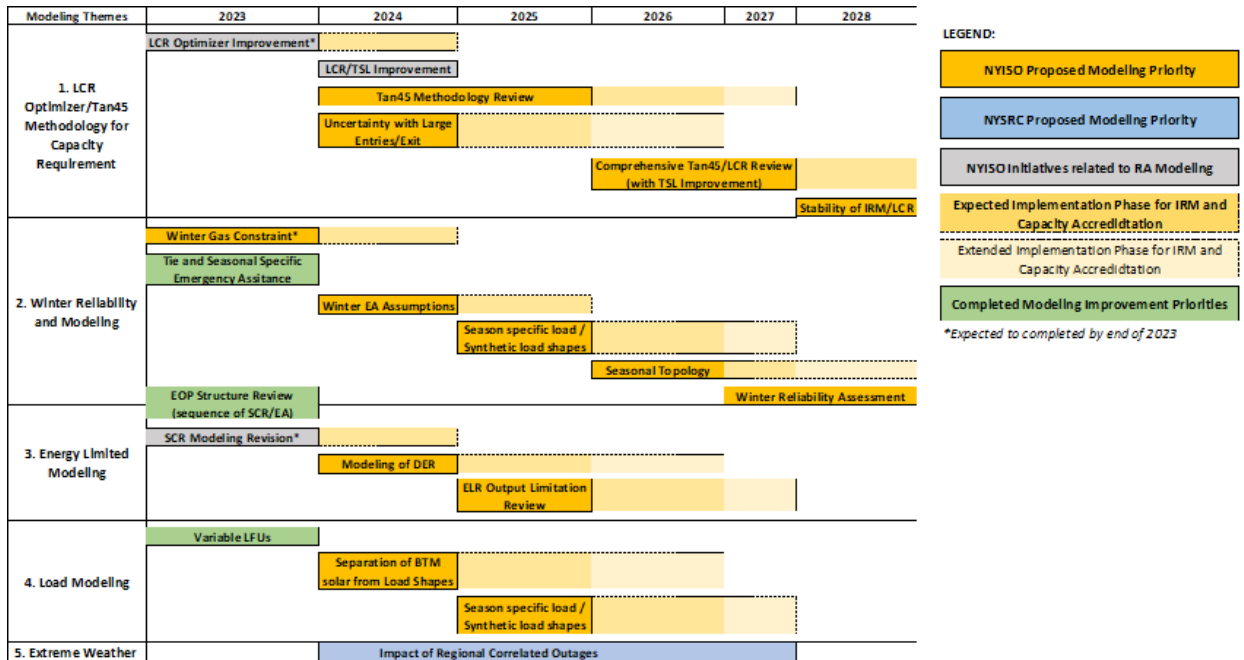 Modeling Themes 2023 2024 2025 2026 2027 2028
1. LCR
Optimizer/Tan45
Methodology for
Capacity
Requirement
LCR Optimizer Improvement*
LCR/TSL Improvement
Tan45 Methodology Review
Uncertainty with Large
Entries/Exit
Comprehensive Tan45/LCR Review
(with TSL Improvement)
Stability of IRM/LCR
2. Winter Reliability
and Modeling
Winter Gas Constraint*
Tie and Seasonal Specific
Emergency Assitance
Winter EA Assumptions
Season specific load /
Synthetic load shapes
Seasonal Topology
Winter Reliability Assessment
EOP Structure Review
(sequence of SCR/EA)
3. Energy Limited
Modeling
SCR Modeling Revision*
Modeling of DER
ELR Output Limitation
Review
4. Load Modeling
Variable LFUs
Separation of BTM
solar from Load Shapes
Season specific load /
Synthetic load shapes
5. Extreme Weather
Impact of Regional Correlated Outages
LEGEND:
NYISO Proposed Modeling Priority
NYSRC Proposed Modeling Priority
NYISO Initiatives related to RA Modeling
Expected Implementation Phase for IRM and
Capacity Accredidtation
Extended Implementation Phase for IRM and
Capacity Accredidtation
Completed Modeling Improvement Priorities
*Expected to completed by end of 2023